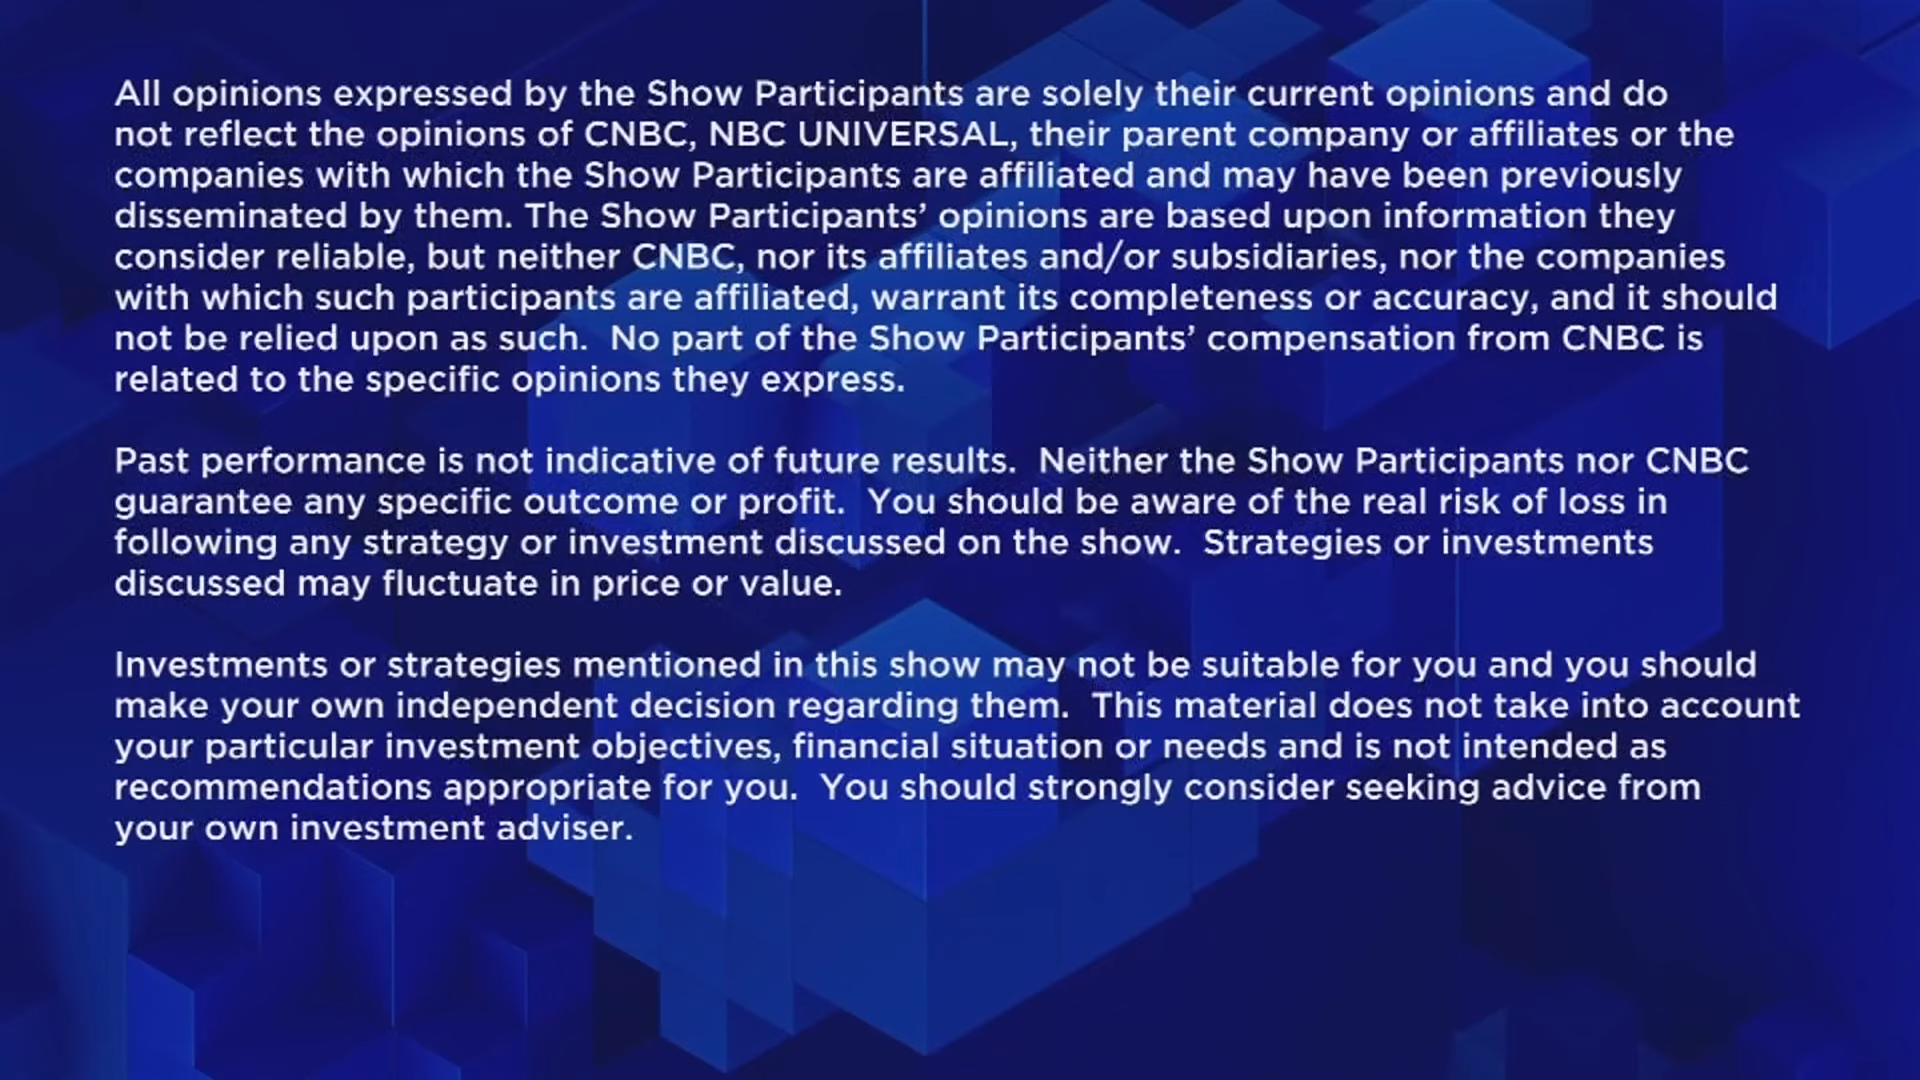 All opinions expressed by the Show Participants are solely their current opinions and do
not reflect the opinions of CNBC, NBC UNIVERSAL, their parent company or affiliates or the
companies with which the Show Participants are affiliated and may have been previously
disseminated by them. The Show Participants’ opinions are based upon information they
consider reliable, but neither CNBC, nor its affiliates and/or subsidiaries, nor the companies
with which such participants are affiliated, warrant its completeness or accuracy, and it should
not be relied upon as such.  No part of the Show Participants’ compensation from CNBC is
related to the specific opinions they express.
Past performance is not indicative of future results.  Neither the Show Participants nor CNBC
guarantee any specific outcome or profit.  You should be aware of the real risk of loss in
following any strategy or investment discussed on the show.  Strategies or investments
discussed may fluctuate in price or value.
Investments or strategies mentioned in this show may not be suitable for you and you should
make your own independent decision regarding them.  This material does not take into account
your particular investment objectives, financial situation or needs and is not intended as
recommendations appropriate for you.  You should strongly consider seeking advice from
your own investment adviser.